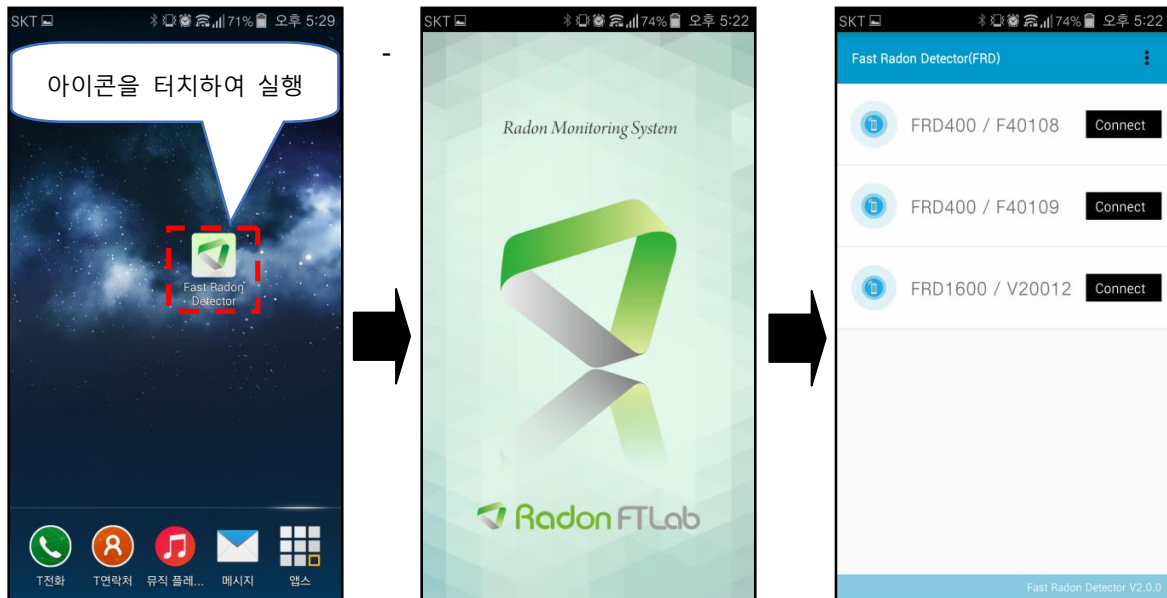 SKT 71% 오후 5:29
아이콘을 터치하여 실행
Fast Radon
Detector
T전화 T연락처 뮤직 플레... 메시지 앱스
-
SKT 74% 오후 5:22
Radon Monitoring System
Radon FTLab
SKT 74% 오후 5:22
Fast Radon Detector(FRD)
FRD400 / F40108 Connect
FRD400 / F40109 Connect
FRD1600 / V20012 Connect
Fast Radon Detector V2.0.0